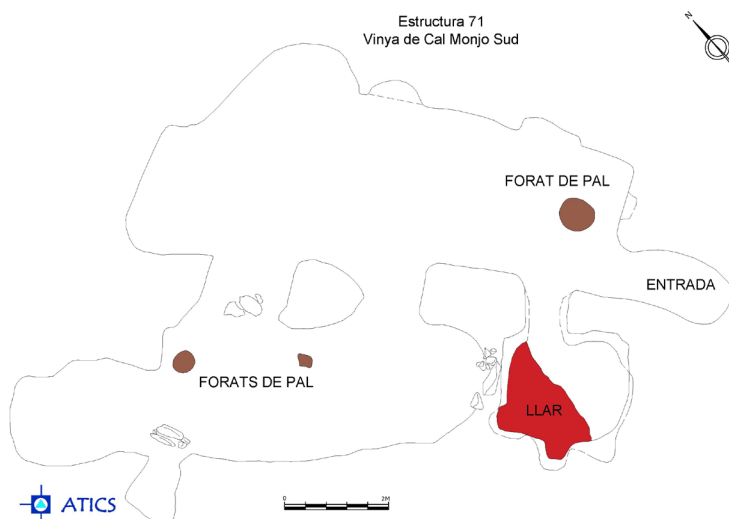 Estructura 71
Vinya de Cal Monjo Sud
N
FORAT DE PAL
ENTRADA
FORATS DE PAL
LLAR
ATICS
0 2M